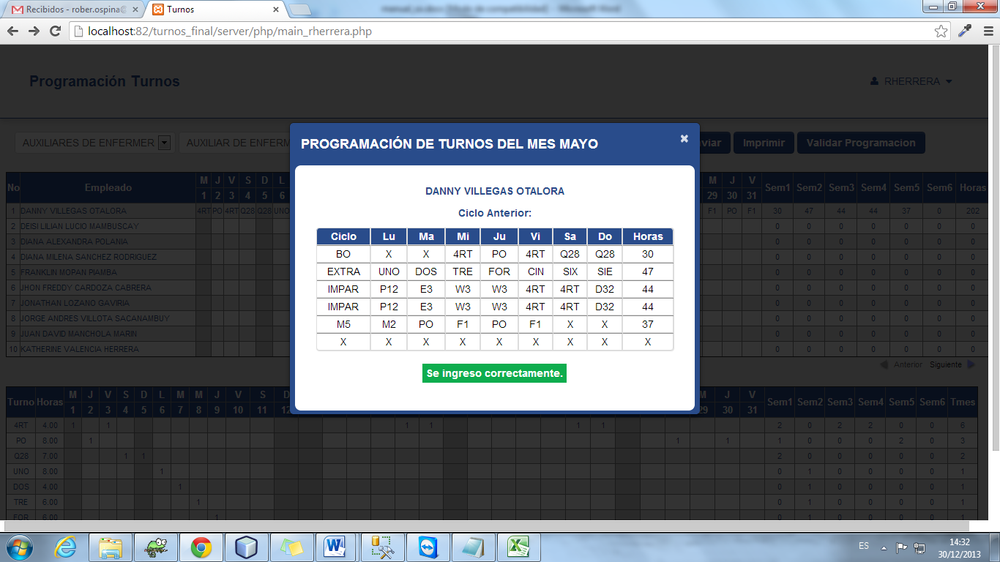 Recibidos - rober.ospina@
Turnos
localhost:82/turnos_final/server/php/main_rherrera.php
Programación Turnos
RHERRERA
AUXILIARES DE ENFERMER
AUXILIAR DE ENFERM
Imprimir
Validar Programacion
PROGRAMACIÓN DE TURNOS DEL MES MAYO
DANNY VILLEGAS OTALORA
Ciclo Anterior:
Ciclo Lu Ma Mi Ju Vi Sa Do Horas
BO X X 4RT PO 4RT Q28 Q28 30
EXTRA UNO DOS TRE FOR CIN SIX SIE 47
IMPAR P12 E3 W3 W3 4RT 4RT D32 44
IMPAR P12 E3 W3 W3 4RT 4RT D32 44
M5 M2 PO F1 PO F1 X X 37
X X X X X X X X X
Se ingreso correctamente.
No Empleado M J V S D L M J V Sem1 Sem2 Sem3 Sem4 Sem5 Sem6 Horas
1 2 3 4 5 6 29 30 31
1 DANNY VILLEGAS OTALORA 4RT PO 4RT Q28 Q28 UNO F1 PO F1 30 47 44 44 37 0 202
2 DEISI LILIAN LUCIO MAMBUSCAY 0 0 0 0 0 0 0
3 DIANA ALEXANDRA POLANIA 0 0 0 0 0 0 0
4 DIANA MILENA SANCHEZ RODRIGUEZ 0 0 0 0 0 0 0
5 FRANKLIN MOPAN PIAMBA 0 0 0 0 0 0 0
6 JHON FREDDY CARDOZA CABRERA 0 0 0 0 0 0 0
7 JONATHAN LOZANO GAVIRIA 0 0 0 0 0 0 0
8 JORGE ANDRES VILLOTA SACANAMBUY 0 0 0 0 0 0 0
9 JUAN DAVID MANCHOLA MARIN 0 0 0 0 0 0 0
10 KATHERINE VALENCIA HERRERA 0 0 0 0 0 0 0
Anterior Siguiente
Turno Horas M J V S D L M M J V S D M J V Sem1 Sem2 Sem3 Sem4 Sem5 Sem6 Tmes
1 2 3 4 5 6 7 8 9 10 11 12 29 30 31
4RT 4.00 1 1 1 1 1 1 2 0 2 2 0 0 6
PO 8.00 1 1 1 1 0 0 0 2 0 3
Q28 7.00 1 1 2 0 0 0 0 0 2
UNO 8.00 1 0 1 0 0 0 0 1
DOS 4.00 1 0 1 0 0 0 0 1
TRE 6.00 1 0 1 0 0 0 0 1
FOR 6.00 1 0 1 0 0 0 0 1
ES
14:32
30/12/2013